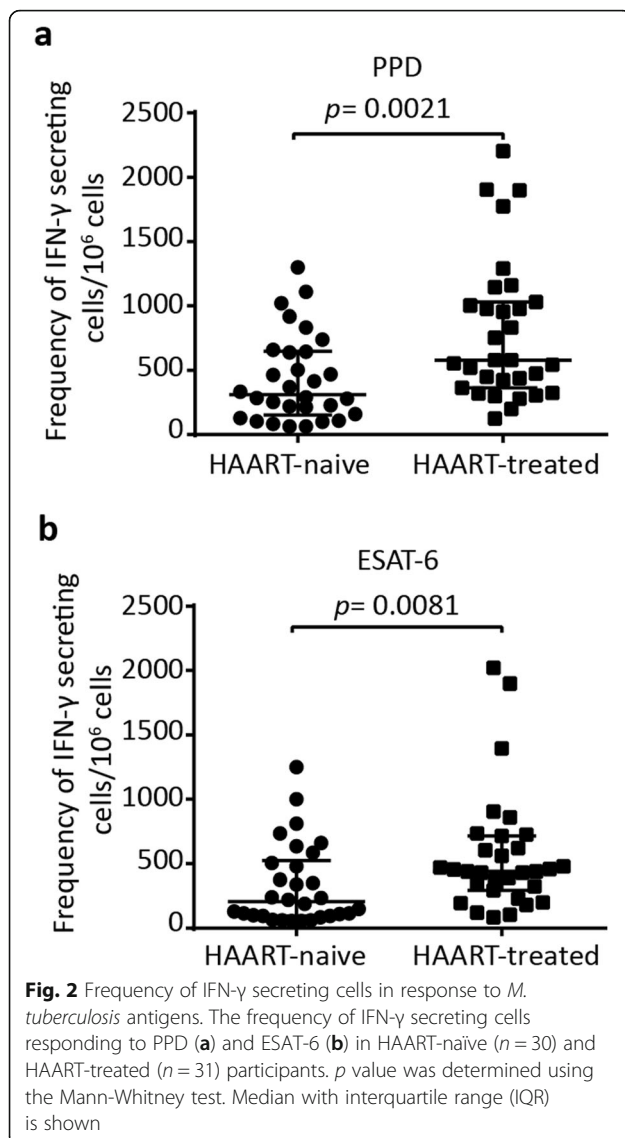 a
PPD
p= 0.0021
Frequency of IFN-γ secreting
cells/10⁶ cells
2500
2000
1500
1000
500
0
HAART-naive HAART-treated
b
ESAT-6
p= 0.0081
Frequency of IFN-γ secreting
cells/10⁶ cells
2500
2000
1500
1000
500
0
HAART-naive HAART-treated
Fig. 2 Frequency of IFN-γ secreting cells in response to M.
tuberculosis antigens. The frequency of IFN-γ secreting cells
responding to PPD (a) and ESAT-6 (b) in HAART-naïve (n = 30) and
HAART-treated (n = 31) participants. p value was determined using
the Mann-Whitney test. Median with interquartile range (IQR)
is shown